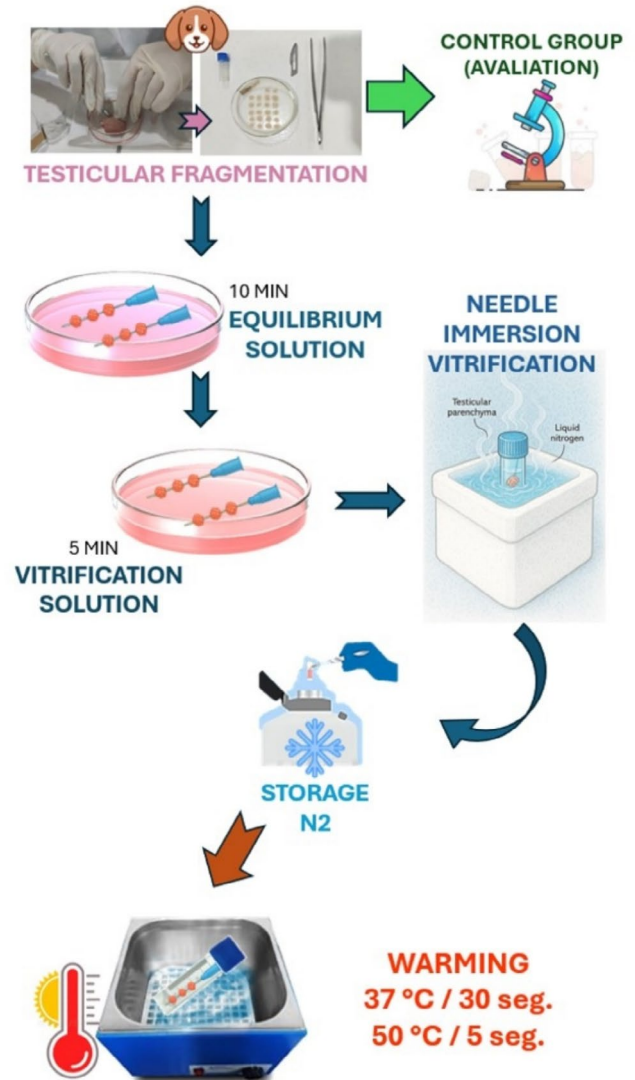 CONTROL GROUP
(AVALIATION)
TESTICULAR FRAGMENTATION
10 MIN
EQUILIBRIUM
SOLUTION
NEEDLE
IMMERSION
VITRIFICATION
Testicular
parenchyma
Liquid
nitrogen
5 MIN
VITRIFICATION
SOLUTION
STORAGE
N2
WARMING
37 °C / 30 seg.
50 °C / 5 seg.